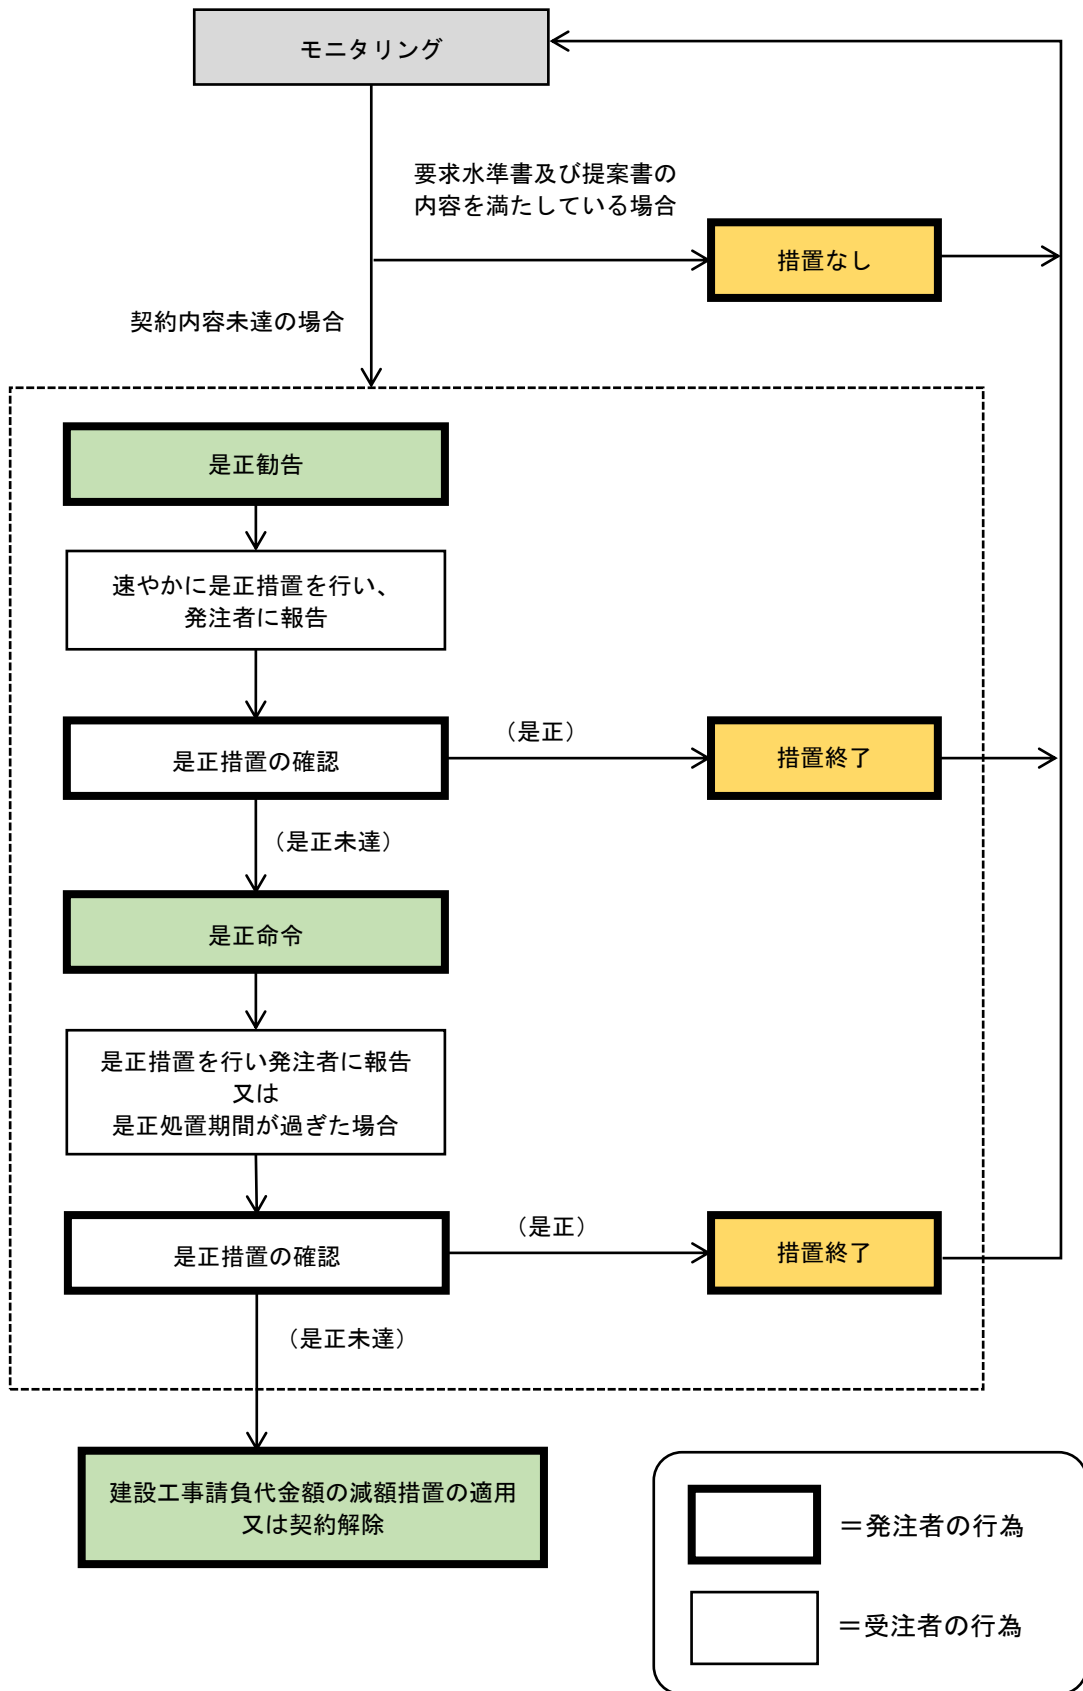 モニタリング
要求水準書及び提案書の
内容を満たしている場合
措置なし
契約内容未達の場合
是正勧告
速やかに是正措置を行い、
発注者に報告
是正措置の確認
（是正）
措置終了
（是正未達）
是正命令
是正措置を行い発注者に報告
又は
是正処置期間が過ぎた場合
是正措置の確認
（是正）
措置終了
（是正未達）
建設工事請負代金額の減額措置の適用
又は契約解除
＝発注者の行為
＝受注者の行為